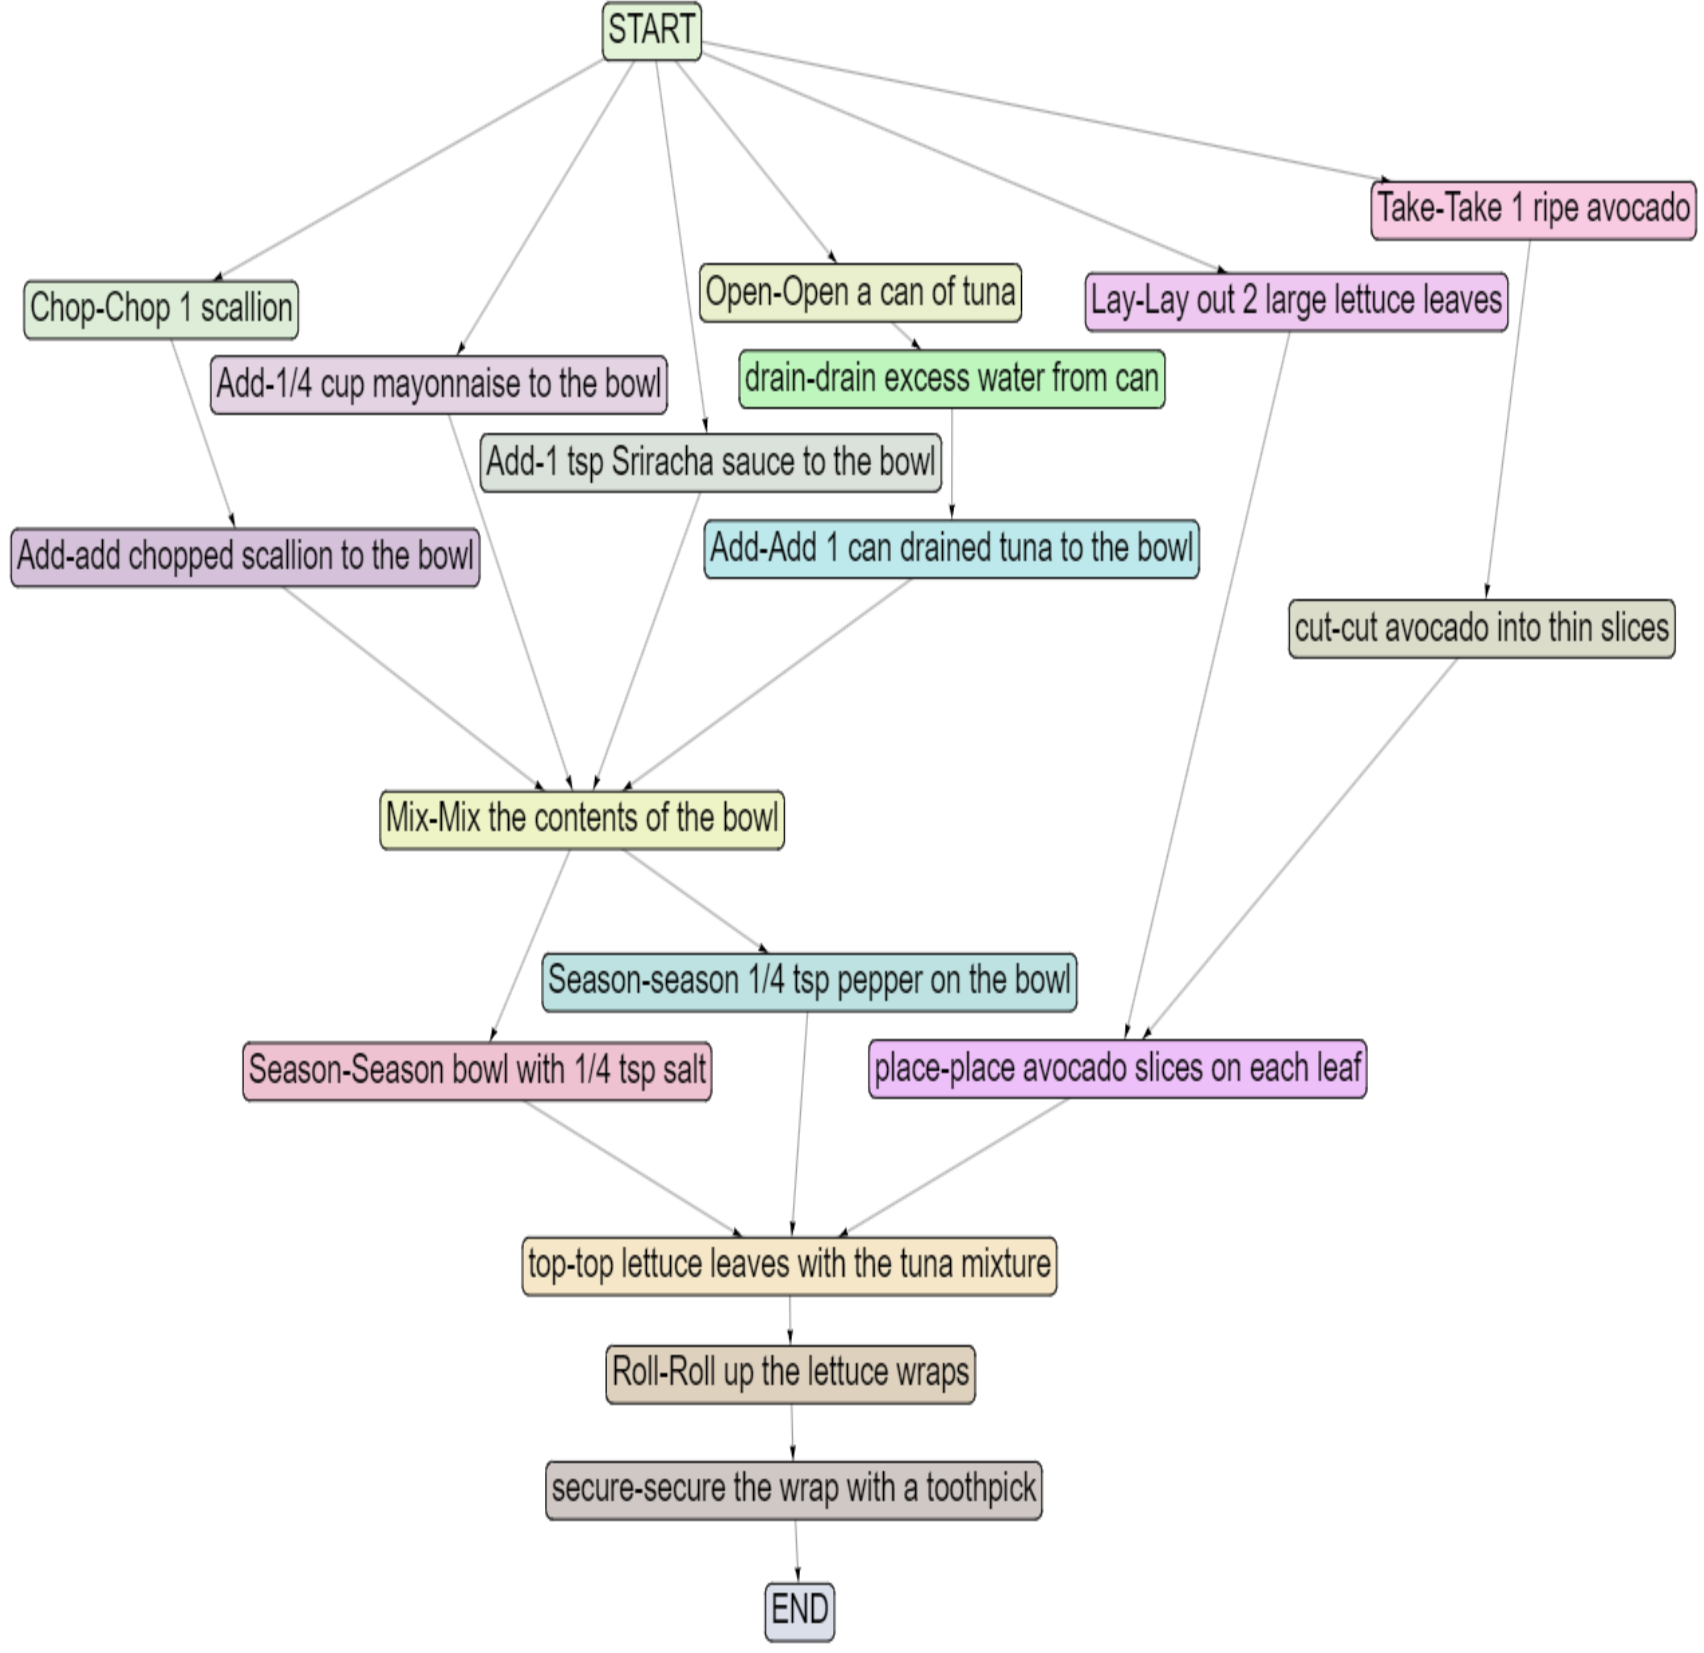 START
Take-Take 1 ripe avocado
Open-Open a can of tuna
Lay-Lay out 2 large lettuce leaves
Chop-Chop 1 scallion
Add-1/4 cup mayonnaise to the bowl
drain-drain excess water from can
Add-1 tsp Sriracha sauce to the bowl
Add-add chopped scallion to the bowl
Add-Add 1 can drained tuna to the bowl
cut-cut avocado into thin slices
Mix-Mix the contents of the bowl
Season-season 1/4 tsp pepper on the bowl
Season-Season bowl with 1/4 tsp salt
place-place avocado slices on each leaf
top-top lettuce leaves with the tuna mixture
Roll-Roll up the lettuce wraps
secure-secure the wrap with a toothpick
END